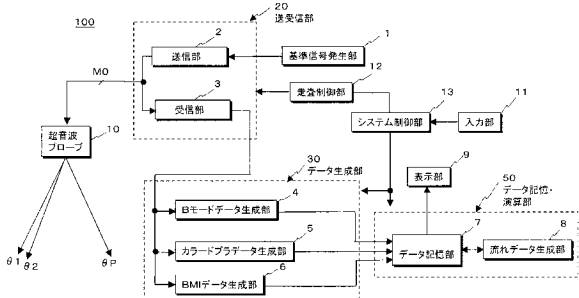 100
20
送受信部
2
送信部
1
基準信号発生部
M0
3
受信部
12
走査制御部
13
システム制御部
11
入力部
10
超音波
プローブ
θ1
θ2
θP
30
データ生成部
4
Bモードデータ生成部
5
カラードプラデータ生成部
6
BMIデータ生成部
9
表示部
50
データ記憶・
演算部
7
データ記憶部
8
流れデータ生成部